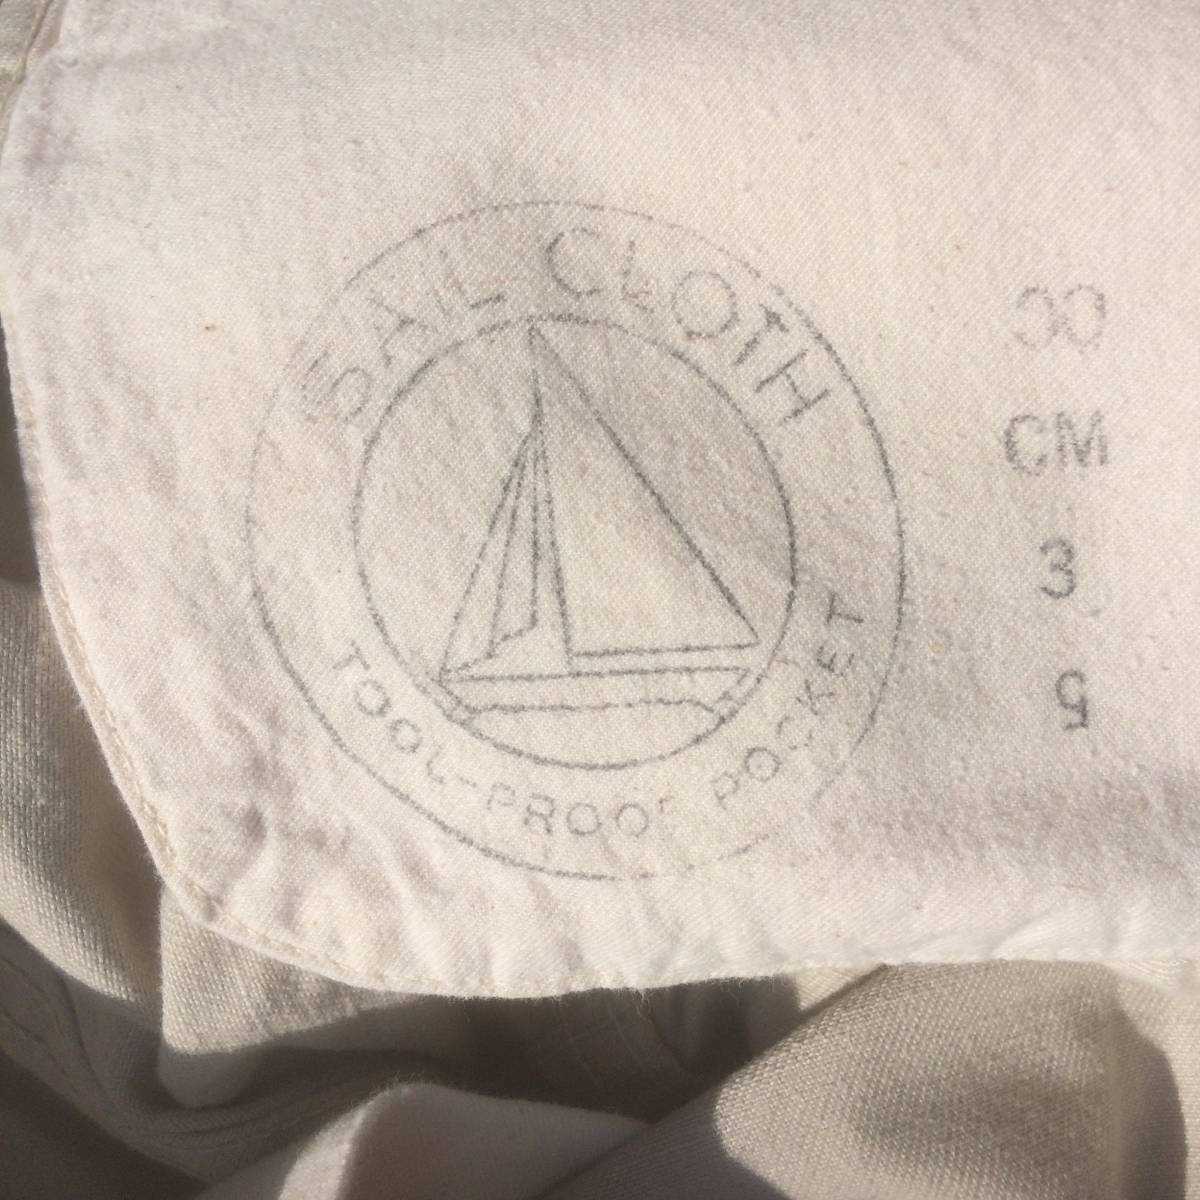 SAIL CLOTH
TOOL-PROOF POCKET
CM
3